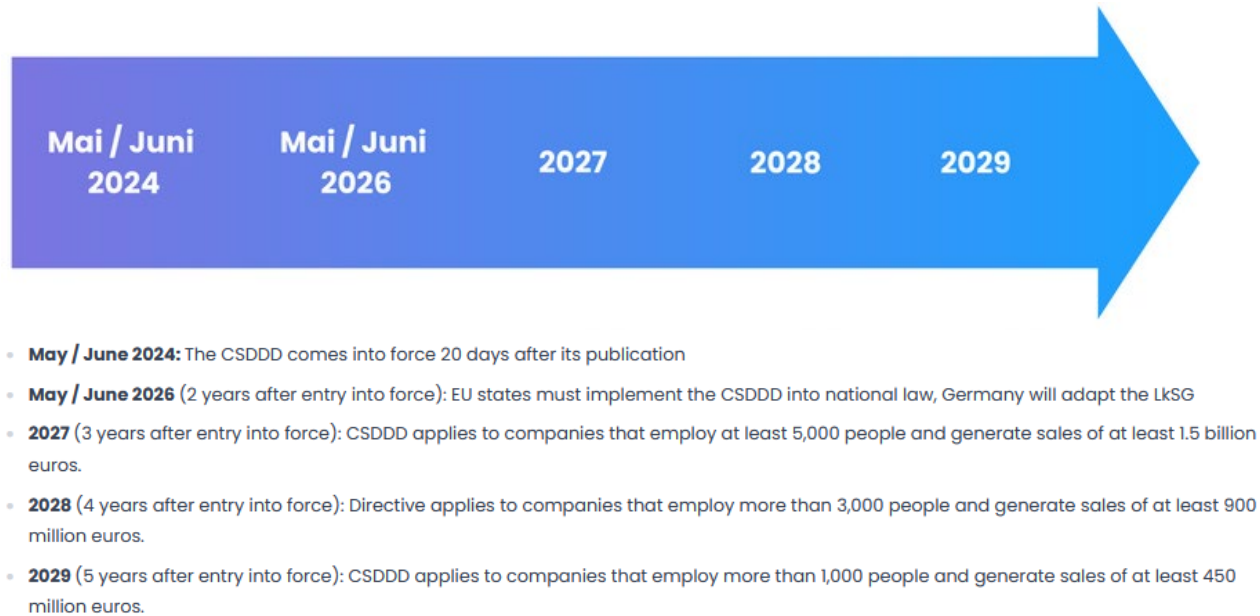 Mai / Juni
2024
Mai / Juni
2026
2027
2028
2029
May / June 2024: The CSDDD comes into force 20 days after its publication
May / June 2026 (2 years after entry into force): EU states must implement the CSDDD into national law, Germany will adapt the LkSG
2027 (3 years after entry into force): CSDDD applies to companies that employ at least 5,000 people and generate sales of at least 1.5 billion
euros.
2028 (4 years after entry into force): Directive applies to companies that employ more than 3,000 people and generate sales of at least 900
million euros.
2029 (5 years after entry into force): CSDDD applies to companies that employ more than 1,000 people and generate sales of at least 450
million euros.